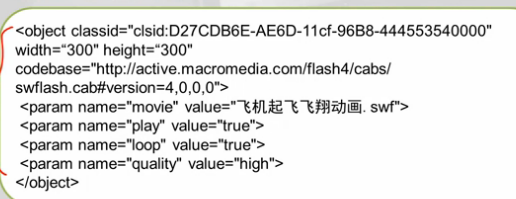 <object classid="clsid:D27CDB6E-AE6D-11cf-96B8-444553540000"
width=“300" height=“300"
codebase="http://active.macromedia.com/flash4/cabs/
swflash.cab#version=4,0,0,0">
<param name="movie" value="飞机起飞飞翔动画. swf">
<param name="play" value="true">
<param name="loop" value="true">
<param name="quality" value="high">
</object>